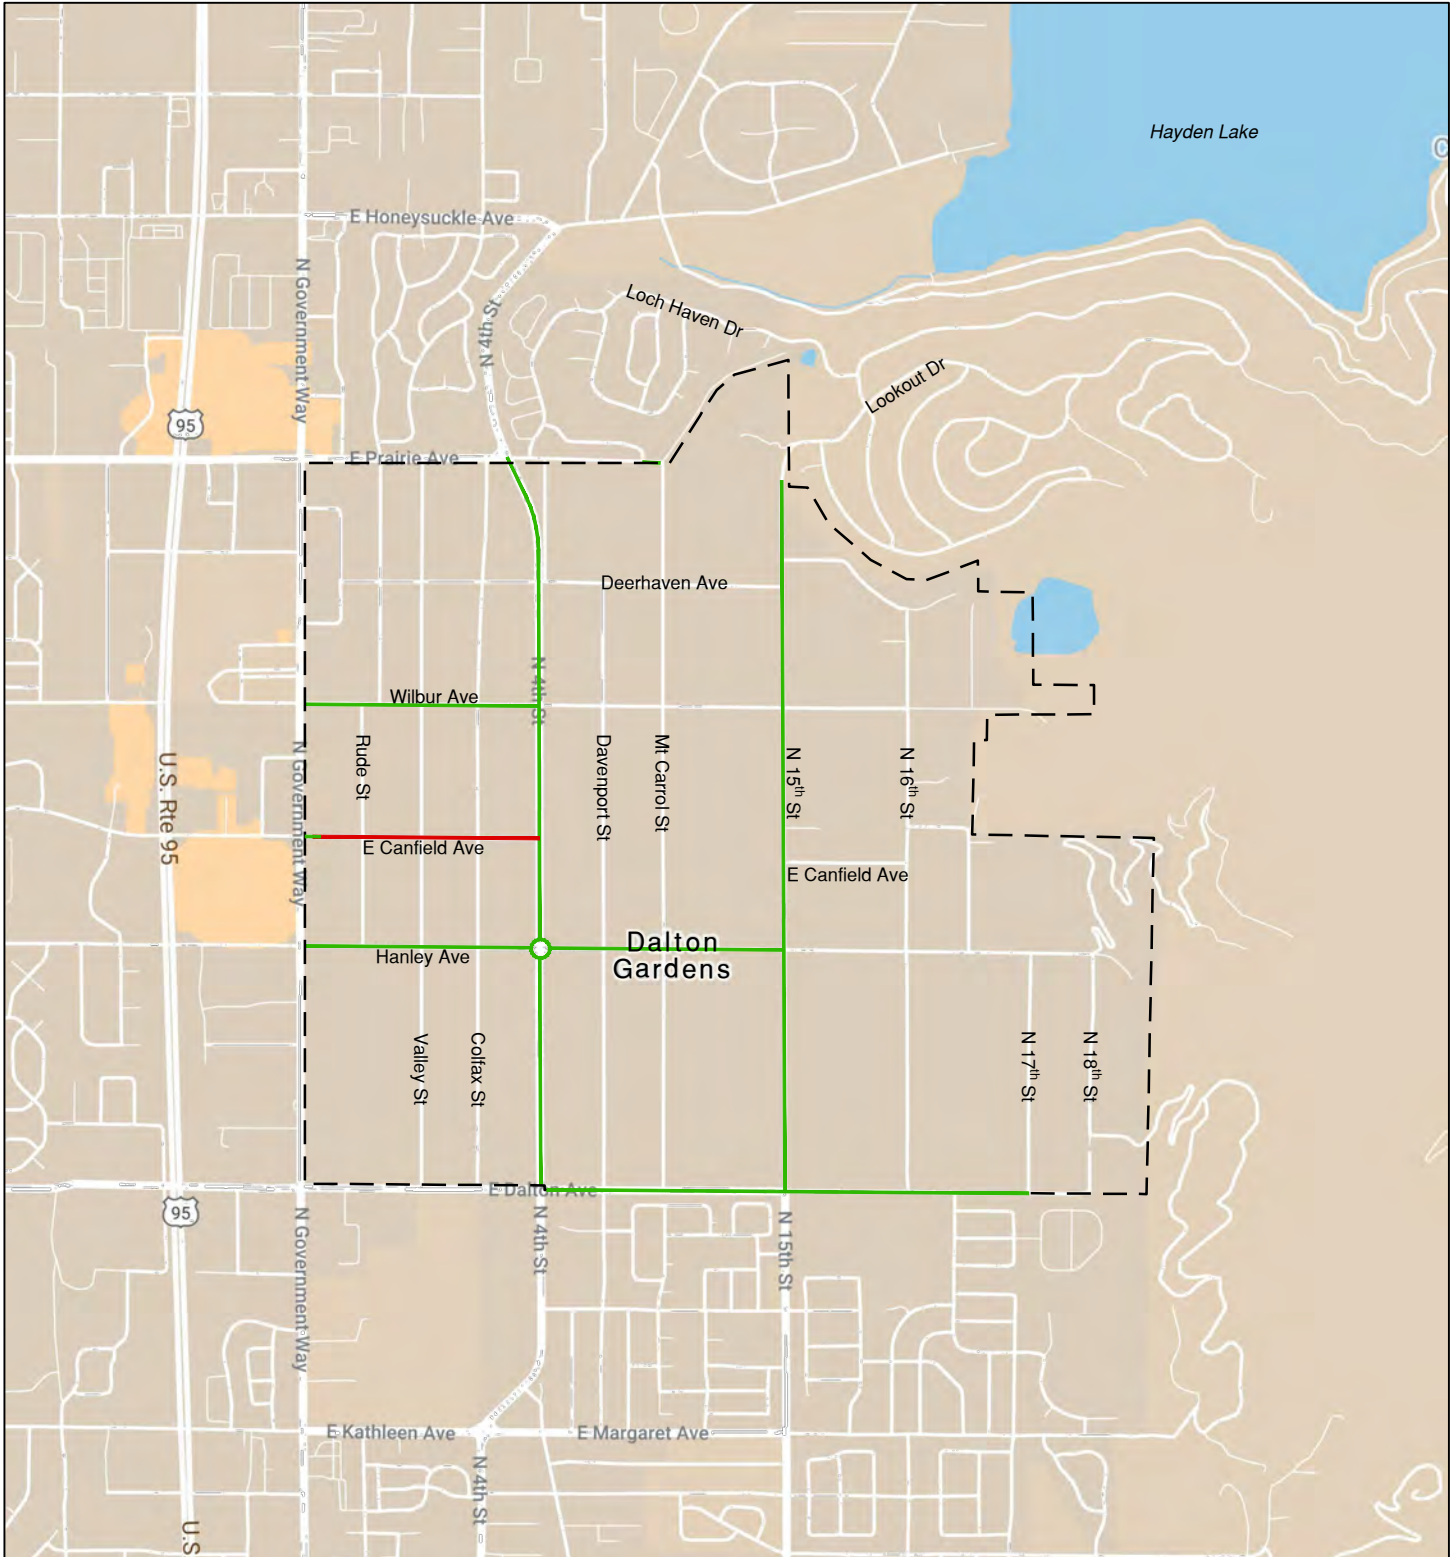 Hayden Lake
C
E Honeysuckle Ave
N Government Way
N 4th St
Loch Haven Dr
Lookout Dr
95
E Prairie Ave
Deerhaven Ave
N 4th St
Wilbur Ave
U.S. Rte 95
N Government Way
Rude St
Davenport St
Mt Carrol St
N 15th St
N 16th St
E Canfield Ave
E Canfield Ave
Dalton
Gardens
Hanley Ave
Valley St
Colfax St
N 17th St
N 18th St
E Dalton Ave
95
N Government Way
N 4th St
N 15th St
E Kathleen Ave
E Margaret Ave
N 4th St
U.S